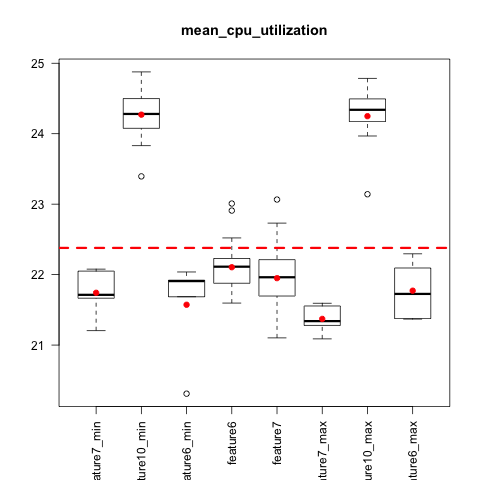 mean_cpu_utilization
25
24
23
22
21
ature7_min
ture10_min
ature6_min
feature6
feature7
ture7_max
ture10_max
ature6_max